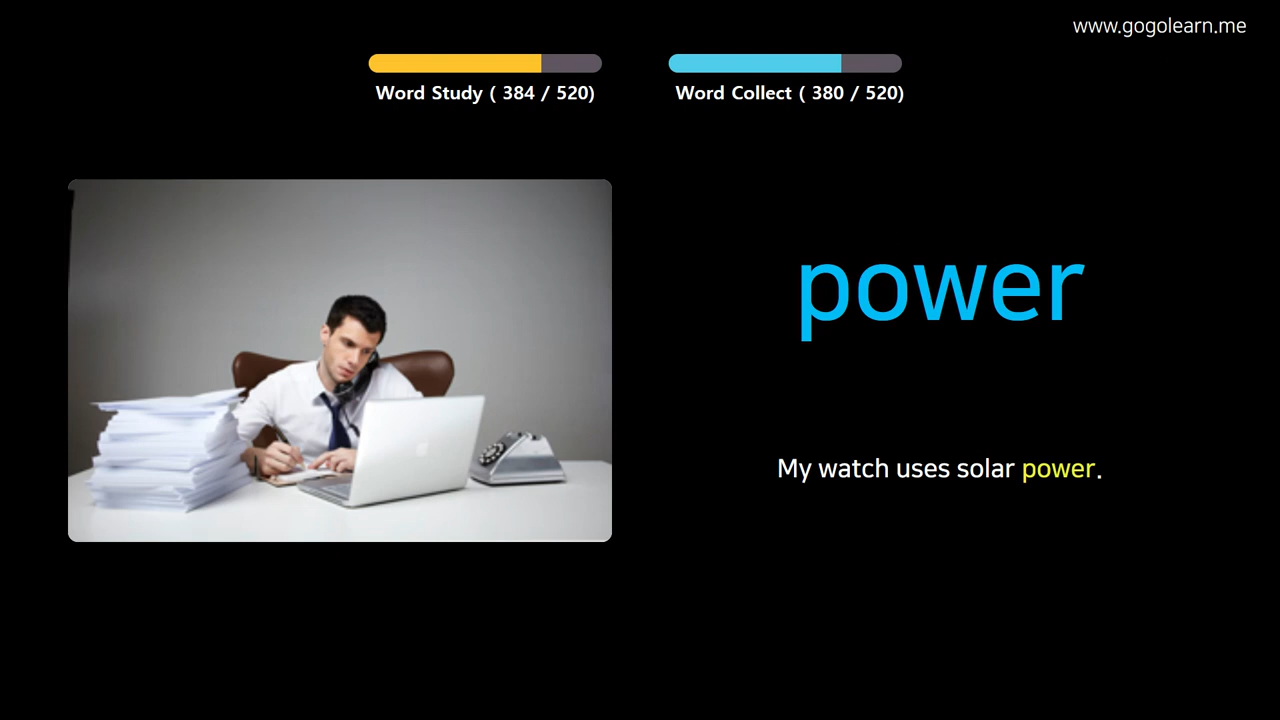 www.gogolearn.me
Word Study ( 384 / 520)
Word Collect ( 380 / 520)
power
My watch uses solar power.